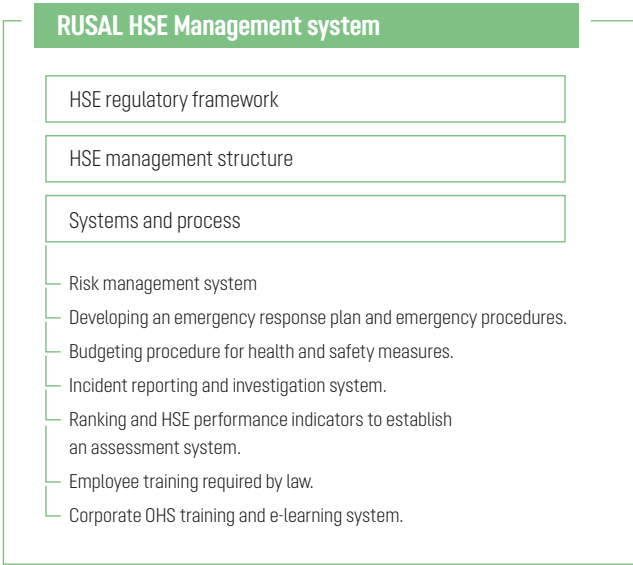 RUSAL HSE Management system
HSE regulatory framework
HSE management structure
Systems and process
Risk management system
Developing an emergency response plan and emergency procedures.
Budgeting procedure for health and safety measures.
Incident reporting and investigation system.
Ranking and HSE performance indicators to establish
an assessment system.
Employee training required by law.
Corporate OHS training and e-learning system.